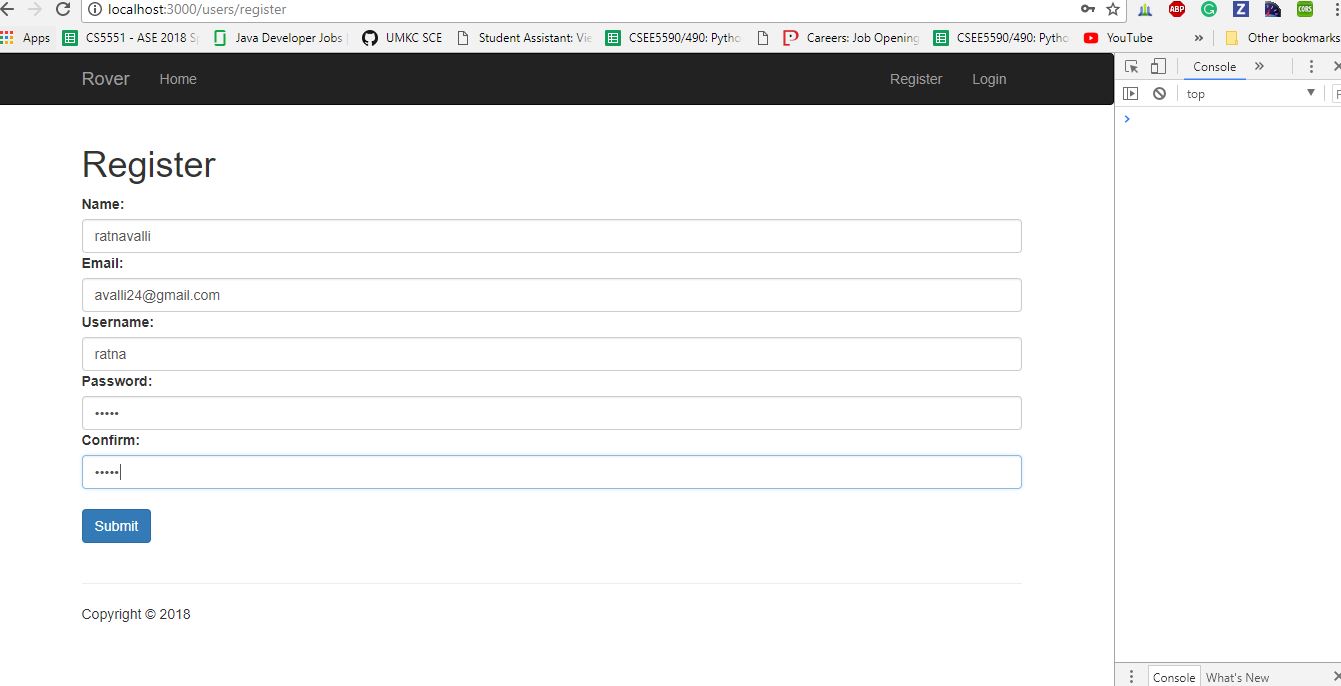 localhost:3000/users/register
Apps CS5551 - ASE 2018 Java Developer Jobs UMKC SCE Student Assistant: CSEE5590/490: Pytho Careers: Job Opening CSEE5590/490: Pytho YouTube » Other bookmarks
Rover Home Register Login
Console »
top
Register
Name:
ratnavalli
Email:
avalli24@gmail.com
Username:
ratna
Password:
•••••
Confirm:
•••••
Submit
Copyright © 2018
Console What's New